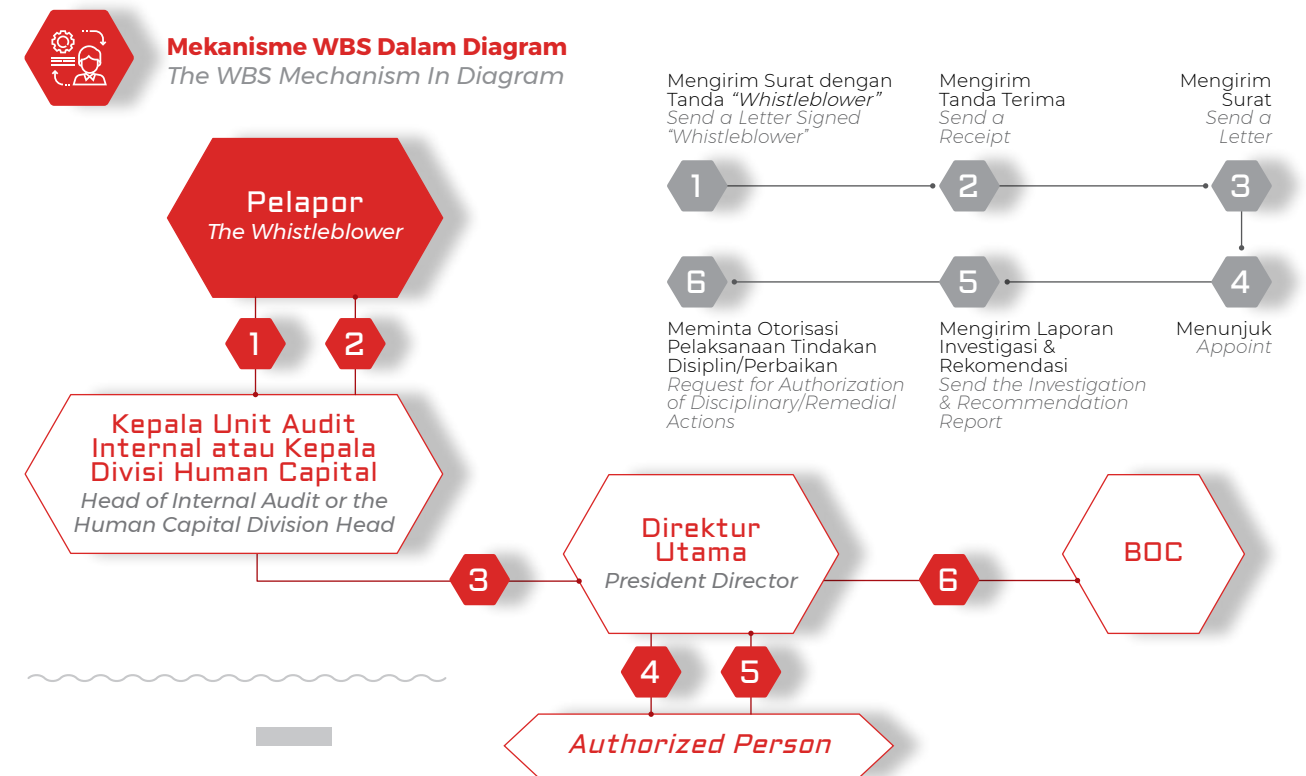 Mekanisme WBS Dalam Diagram
The WBS Mechanism In Diagram
Mengirim Surat dengan
Tanda “Whistleblower”
Send a Letter Signed
“Whistleblower”
Mengirim
Tanda Terima
Send a
Receipt
Mengirim
Surat
Send a
Letter
1
2
3
6
5
4
Meminta Otorisasi
Pelaksanaan Tindakan
Disiplin/Perbaikan
Request for Authorization
of Disciplinary/Remedial
Actions
Mengirim Laporan
Investigasi &
Rekomendasi
Send the Investigation
& Recommendation
Report
Menunjuk
Appoint
Pelapor
The Whistleblower
1
2
Kepala Unit Audit
Internal atau Kepala
Divisi Human Capital
Head of Internal Audit or the
Human Capital Division Head
3
Direktur
Utama
President Director
6
BOC
4
5
Authorized Person